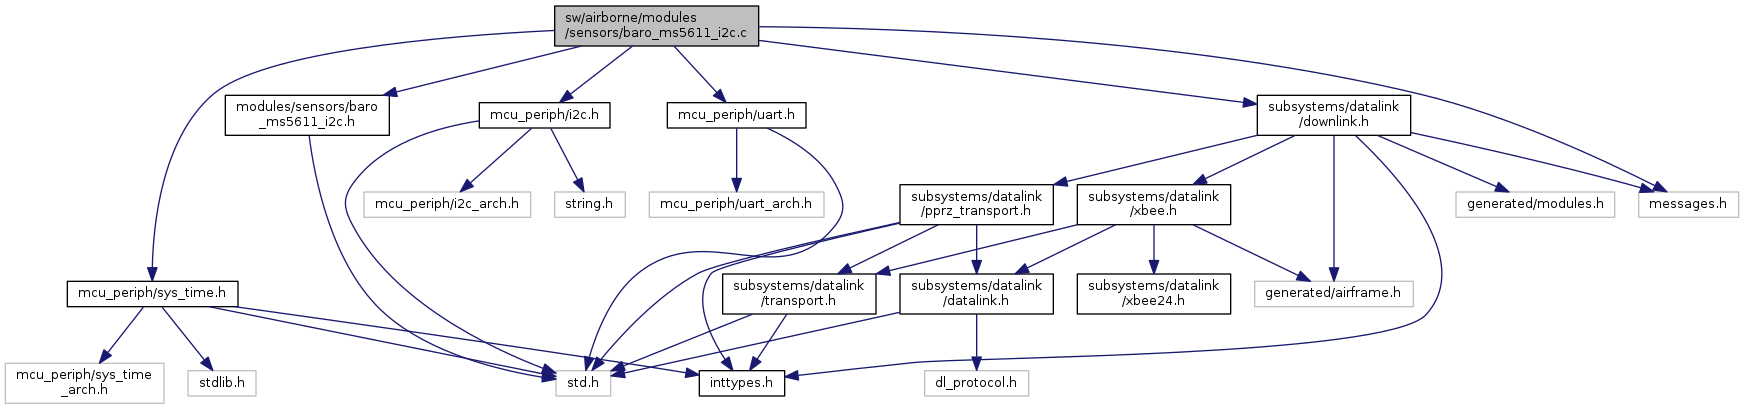 sw/airborne/modules
/sensors/baro_ms5611_i2c.c
modules/sensors/baro
_ms5611_i2c.h
mcu_periph/i2c.h
mcu_periph/uart.h
subsystems/datalink
/downlink.h
mcu_periph/i2c_arch.h
string.h
mcu_periph/uart_arch.h
subsystems/datalink
/pprz_transport.h
subsystems/datalink
/xbee.h
generated/modules.h
messages.h
mcu_periph/sys_time.h
subsystems/datalink
/transport.h
subsystems/datalink
/datalink.h
subsystems/datalink
/xbee24.h
generated/airframe.h
mcu_periph/sys_time
_arch.h
stdlib.h
std.h
inttypes.h
dl_protocol.h